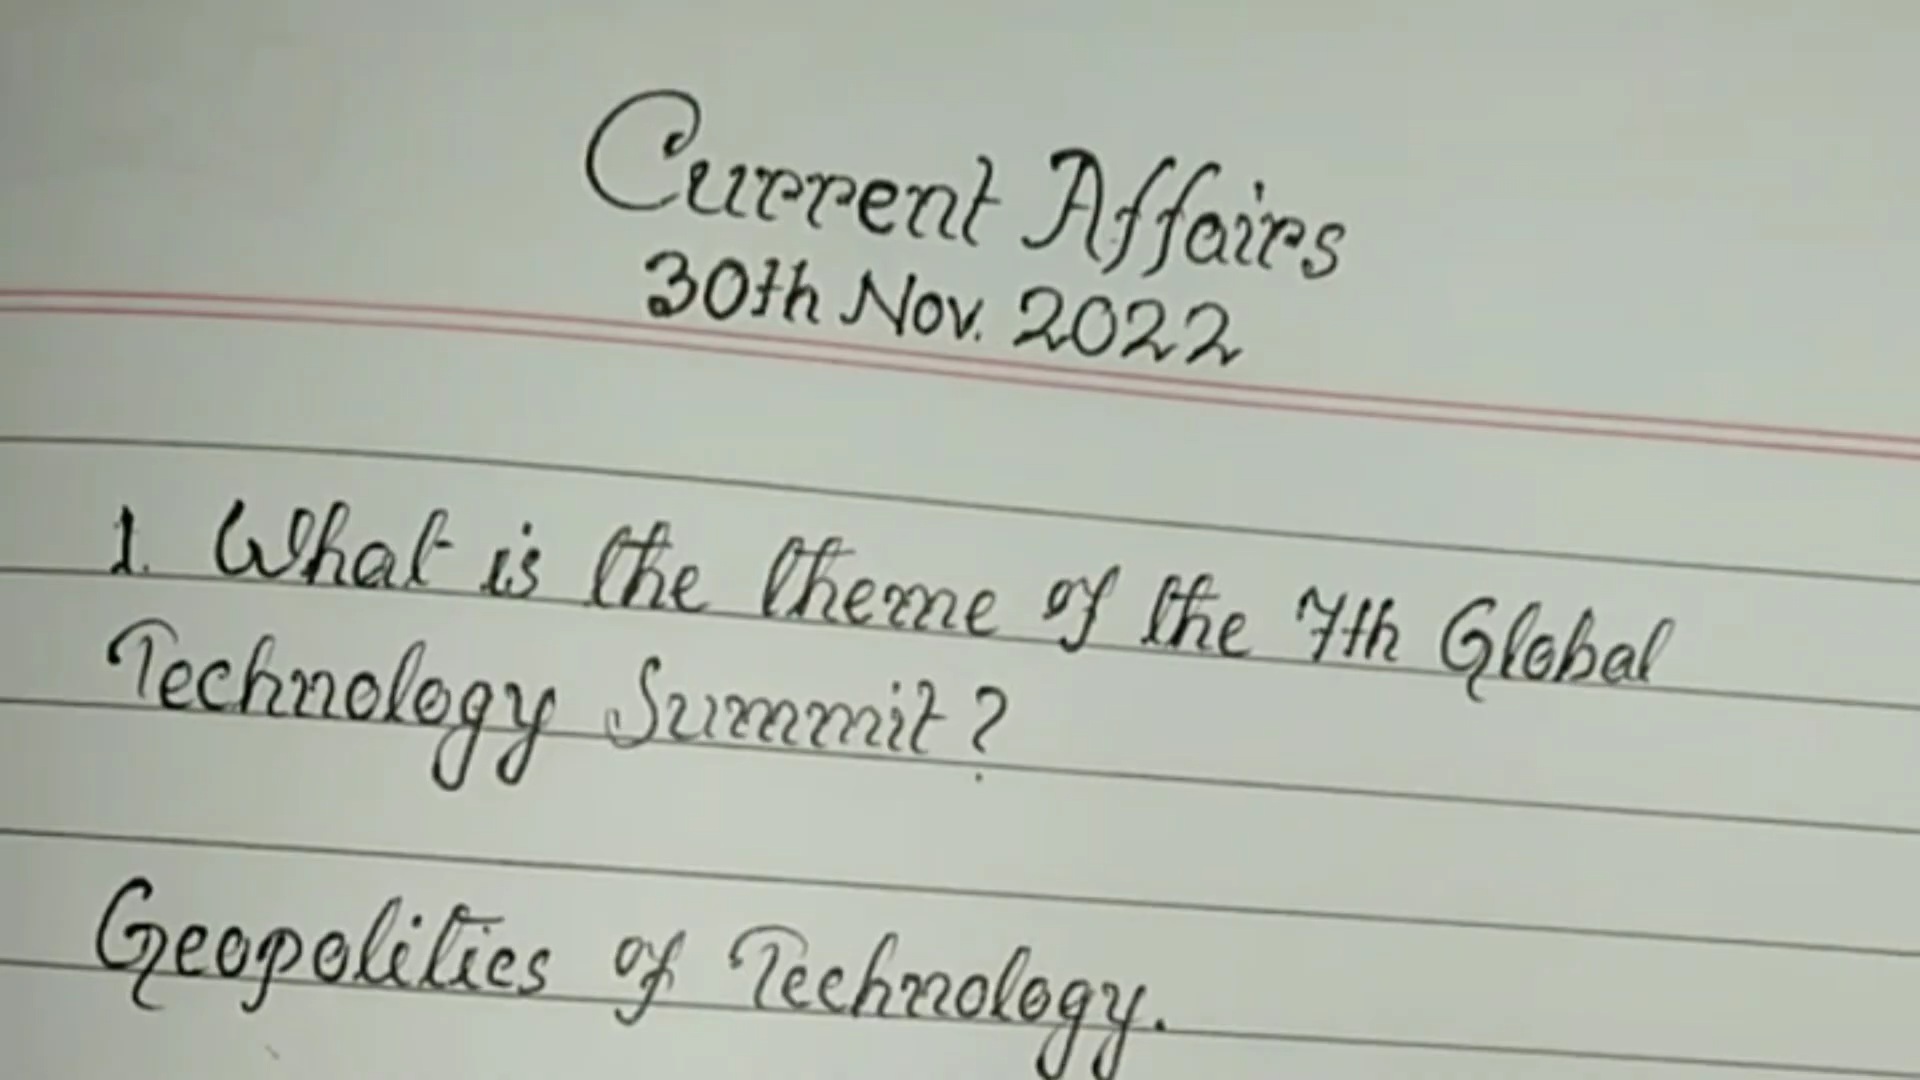 Current Affairs
30th Nov. 2022
1. What is the theme of the 7th Global
Technology Summit?
Geopolitics of Technology.